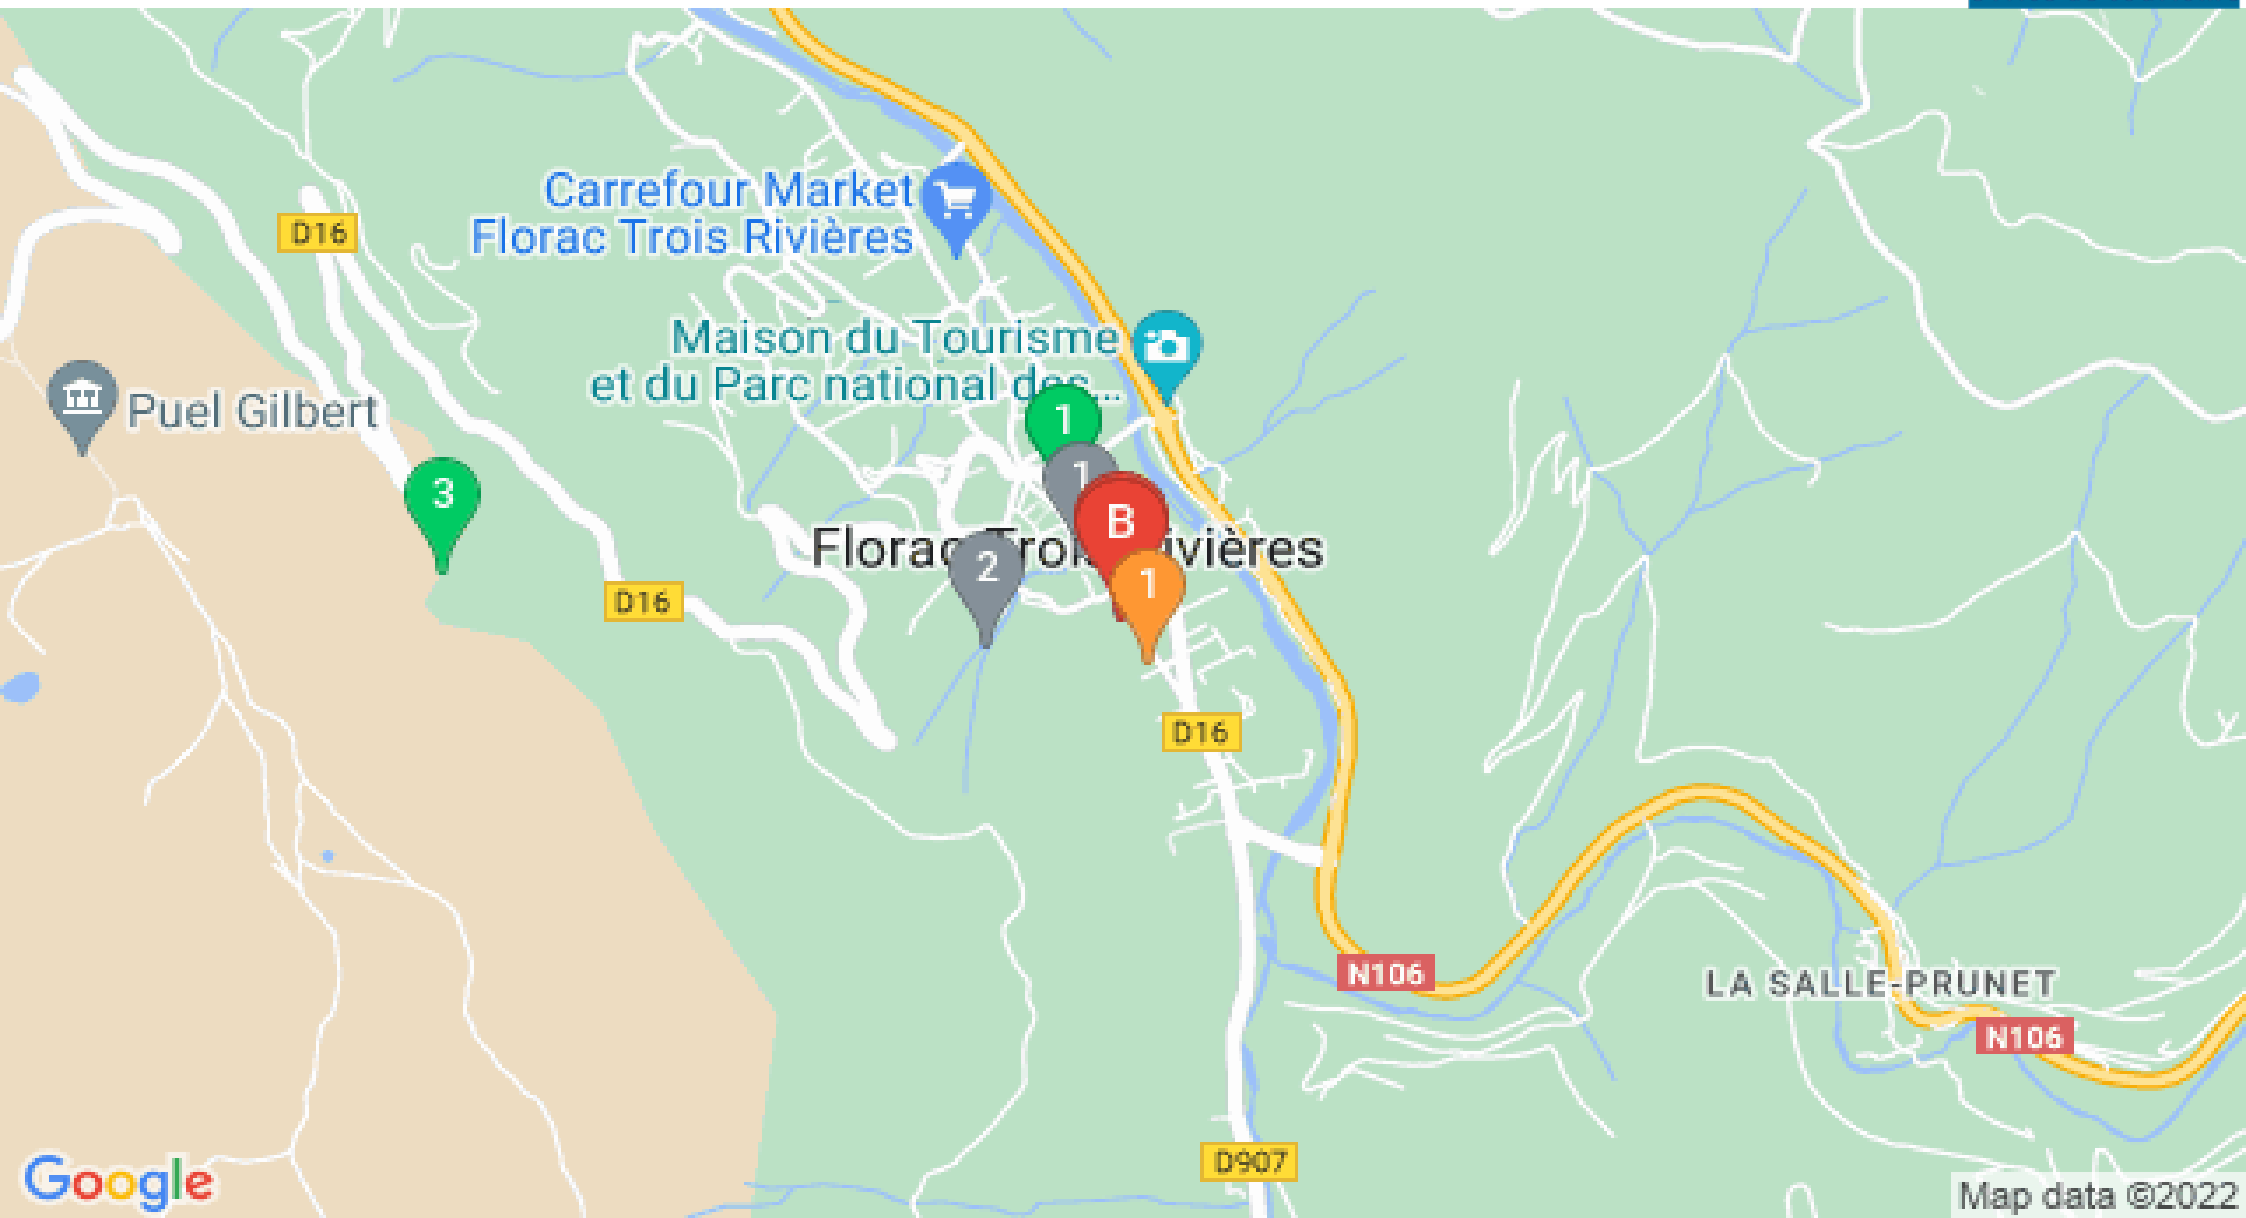 Carrefour Market
Florac Trois Rivières
D16
Maison du Tourisme
et du Parc national des...
Puel Gilbert
1
3
1
B
Florac Trois Rivières
2
1
D16
D16
N106
LA SALLE-PRUNET
N106
D907
Google
Map data ©2022